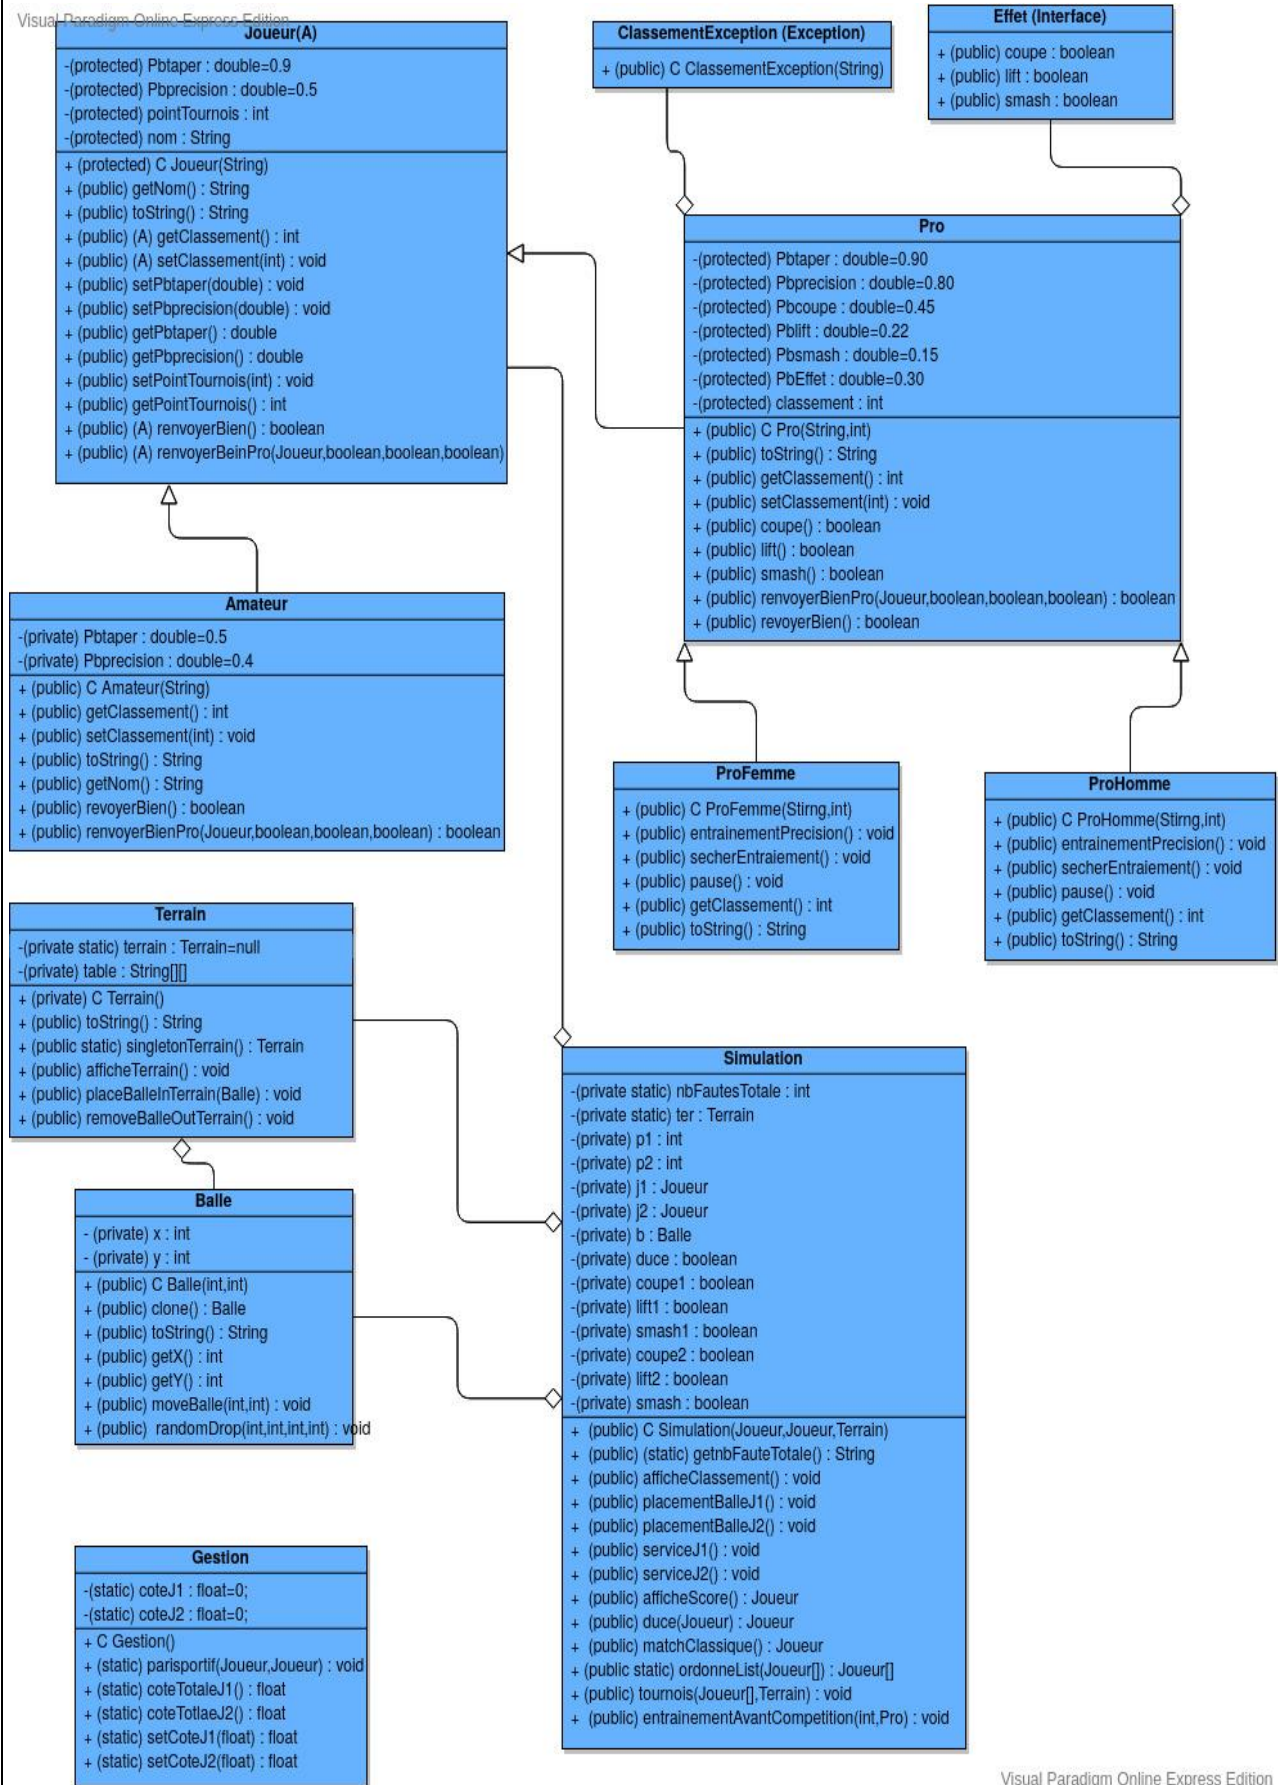 Visual Paradigm Online Express Edition
Joueur(A)
-(protected) Pbtaper : double=0.9
-(protected) Pbprecision : double=0.5
-(protected) pointTournois : int
-(protected) nom : String
+ (protected) C Joueur(String)
+ (public) getNom() : String
+ (public) toString() : String
+ (public) (A) getClassement() : int
+ (public) (A) setClassement(int) : void
+ (public) setPbtaper(double) : void
+ (public) setPbprecision(double) : void
+ (public) getPbtaper() : double
+ (public) getPbprecision() : double
+ (public) setPointTournois(int) : void
+ (public) getPointTournois() : int
+ (public) (A) renvoyerBien() : boolean
+ (public) (A) renvoyerBeinPro(Joueur,boolean,boolean,boolean)
ClassementException (Exception)
+ (public) C ClassementException(String)
Effet (Interface)
+ (public) coupe : boolean
+ (public) lift : boolean
+ (public) smash : boolean
Pro
-(protected) Pbtaper : double=0.90
-(protected) Pbprecision : double=0.80
-(protected) Pbcoupe : double=0.45
-(protected) Pblift : double=0.22
-(protected) Pbsmash : double=0.15
-(protected) PbEffet : double=0.30
-(protected) classement : int
+ (public) C Pro(String,int)
+ (public) toString() : String
+ (public) getClassement() : int
+ (public) setClassement(int) : void
+ (public) coupe() : boolean
+ (public) lift() : boolean
+ (public) smash() : boolean
+ (public) renvoyerBienPro(Joueur,boolean,boolean,boolean) : boolean
+ (public) revoyerBien() : boolean
Amateur
-(private) Pbtaper : double=0.5
-(private) Pbprecision : double=0.4
+ (public) C Amateur(String)
+ (public) getClassement() : int
+ (public) setClassement(int) : void
+ (public) toString() : String
+ (public) getNom() : String
+ (public) revoyerBien() : boolean
+ (public) renvoyerBienPro(Joueur,boolean,boolean,boolean) : boolean
ProFemme
+ (public) C ProFemme(Stirng,int)
+ (public) entrainementPrecision() : void
+ (public) secherEntraiement() : void
+ (public) pause() : void
+ (public) getClassement() : int
+ (public) toString() : String
ProHomme
+ (public) C ProHomme(Stirng,int)
+ (public) entrainementPrecision() : void
+ (public) secherEntraiement() : void
+ (public) pause() : void
+ (public) getClassement() : int
+ (public) toString() : String
Terrain
-(private static) terrain : Terrain=null
-(private) table : String[][]
+ (private) C Terrain()
+ (public) toString() : String
+ (public static) singletonTerrain() : Terrain
+ (public) afficheTerrain() : void
+ (public) placeBalleInTerrain(Balle) : void
+ (public) removeBalleOutTerrain() : void
Balle
- (private) x : int
- (private) y : int
+ (public) C Balle(int,int)
+ (public) clone() : Balle
+ (public) toString() : String
+ (public) getX() : int
+ (public) getY() : int
+ (public) moveBalle(int,int) : void
+ (public) randomDrop(int,int,int,int) : void
Simulation
-(private static) nbFautesTotale : int
-(private static) ter : Terrain
-(private) p1 : int
-(private) p2 : int
-(private) j1 : Joueur
-(private) j2 : Joueur
-(private) b : Balle
-(private) duce : boolean
-(private) coupe1 : boolean
-(private) lift1 : boolean
-(private) smash1 : boolean
-(private) coupe2 : boolean
-(private) lift2 : boolean
-(private) smash : boolean
+ (public) C Simulation(Joueur,Joueur,Terrain)
+ (public) (static) getnbFauteTotale() : String
+ (public) afficheClassement() : void
+ (public) placementBalleJ1() : void
+ (public) placementBalleJ2() : void
+ (public) serviceJ1() : void
+ (public) serviceJ2() : void
+ (public) afficheScore() : Joueur
+ (public) duce(Joueur) : Joueur
+ (public) matchClassique() : Joueur
+ (public static) ordonneList(Joueur[]) : Joueur[]
+ (public) tournois(Joueur[],Terrain) : void
+ (public) entrainementAvantCompetition(int,Pro) : void
Gestion
-(static) coteJ1 : float=0;
-(static) coteJ2 : float=0;
+ C Gestion()
+ (static) parisportif(Joueur,Joueur) : void
+ (static) coteTotaleJ1() : float
+ (static) coteTotlaeJ2() : float
+ (static) setCoteJ1(float) : float
+ (static) setCoteJ2(float) : float
Visual Paradigm Online Express Edition